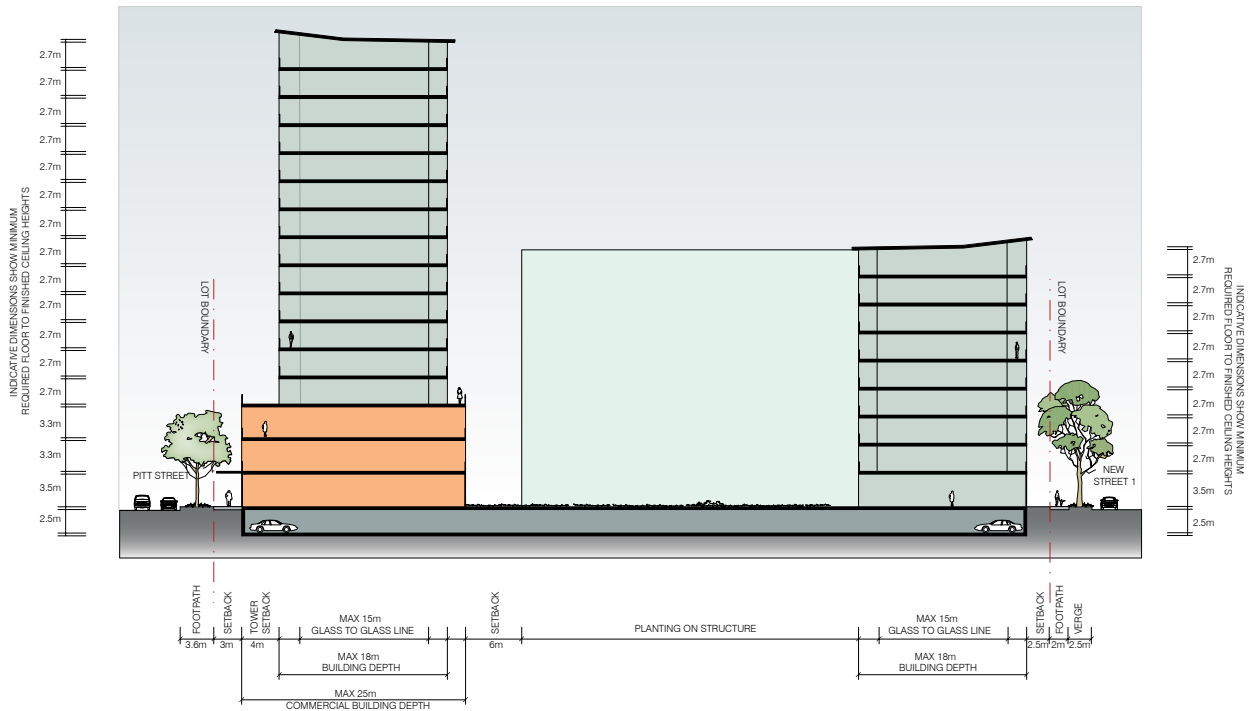 INDICATIVE DIMENSIONS SHOW MINIMUM
REQUIRED FLOOR TO FINISHED CEILING HEIGHTS
2.7m
2.7m
2.7m
2.7m
2.7m
2.7m
2.7m
2.7m
2.7m
2.7m
2.7m
2.7m
2.7m
3.3m
3.3m
3.5m
2.5m
LOT BOUNDARY
PITT STREET
LOT BOUNDARY
NEW
STREET 1
2.7m
2.7m
2.7m
2.7m
2.7m
2.7m
2.7m
2.7m
3.5m
2.5m
INDICATIVE DIMENSIONS SHOW MINIMUM
REQUIRED FLOOR TO FINISHED CEILING HEIGHTS
FOOTPATH
3.6m
SETBACK
3m
TOWER
SETBACK
4m
MAX 15m
GLASS TO GLASS LINE
SETBACK
6m
PLANTING ON STRUCTURE
MAX 15m
GLASS TO GLASS LINE
SETBACK
2.5m
FOOTPATH
2m
VERGE
2.5m
MAX 18m
BUILDING DEPTH
MAX 18m
BUILDING DEPTH
MAX 25m
COMMERCIAL BUILDING DEPTH